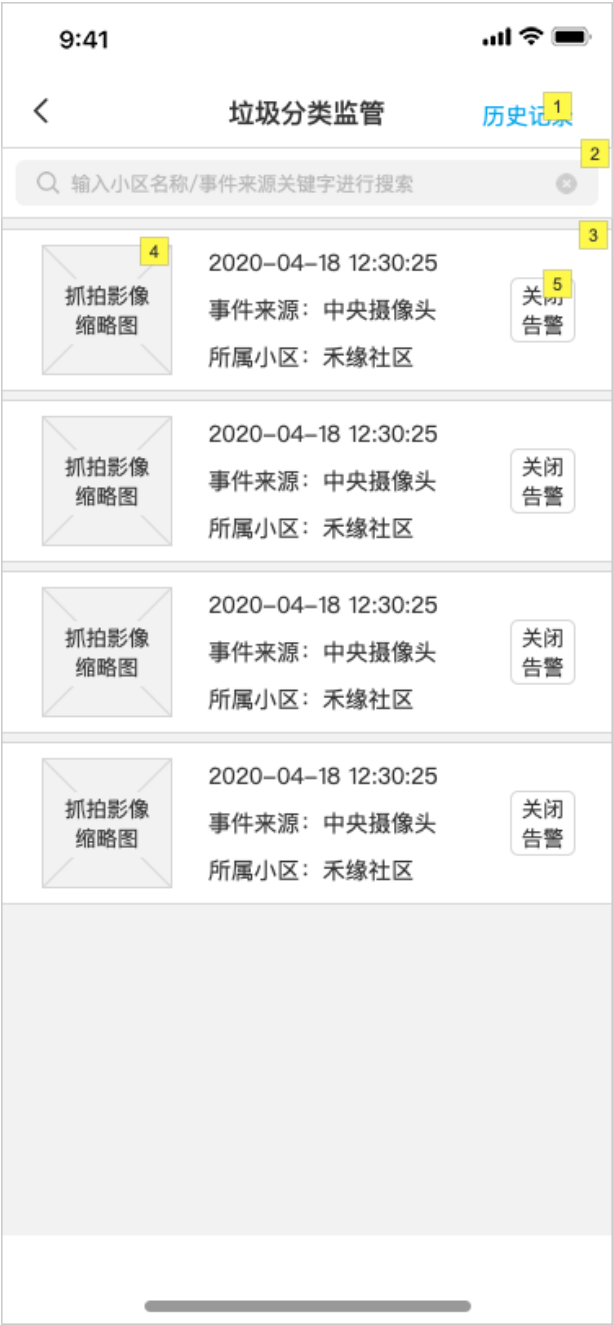 9:41
垃圾分类监管
历史记录
1
2
输入小区名称/事件来源关键字进行搜索
3
4
抓拍影像
缩略图
2020-04-18 12:30:25
事件来源：中央摄像头
所属小区：禾缘社区
5
关闭
告警
抓拍影像
缩略图
2020-04-18 12:30:25
事件来源：中央摄像头
所属小区：禾缘社区
关闭
告警
抓拍影像
缩略图
2020-04-18 12:30:25
事件来源：中央摄像头
所属小区：禾缘社区
关闭
告警
抓拍影像
缩略图
2020-04-18 12:30:25
事件来源：中央摄像头
所属小区：禾缘社区
关闭
告警